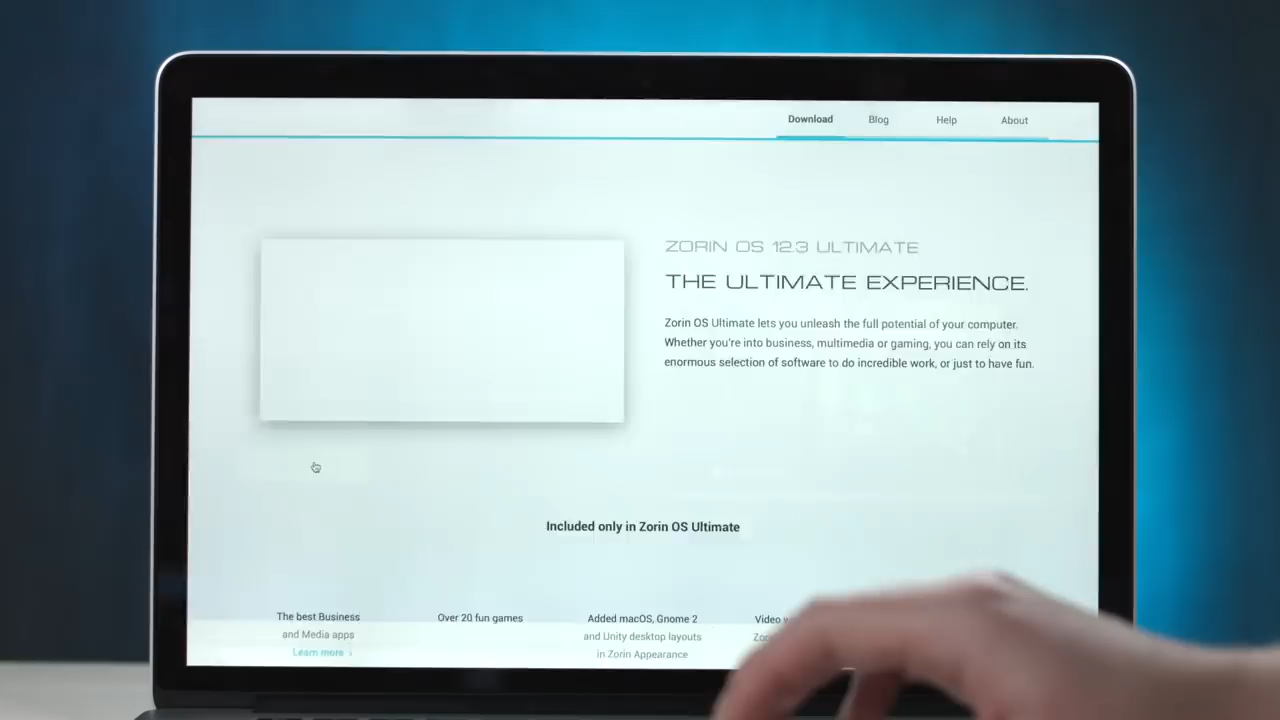 Download Blog Help About
ZORIN OS 12.3 ULTIMATE
THE ULTIMATE EXPERIENCE.
Zorin OS Ultimate lets you unleash the full potential of your computer.
Whether you're into business, multimedia or gaming, you can rely on its
enormous selection of software to do incredible work, or just to have fun.
Included only in Zorin OS Ultimate
The best Business
and Media apps
Learn more ›
Over 20 fun games
Added macOS, Gnome 2
and Unity desktop layouts
in Zorin Appearance
Video